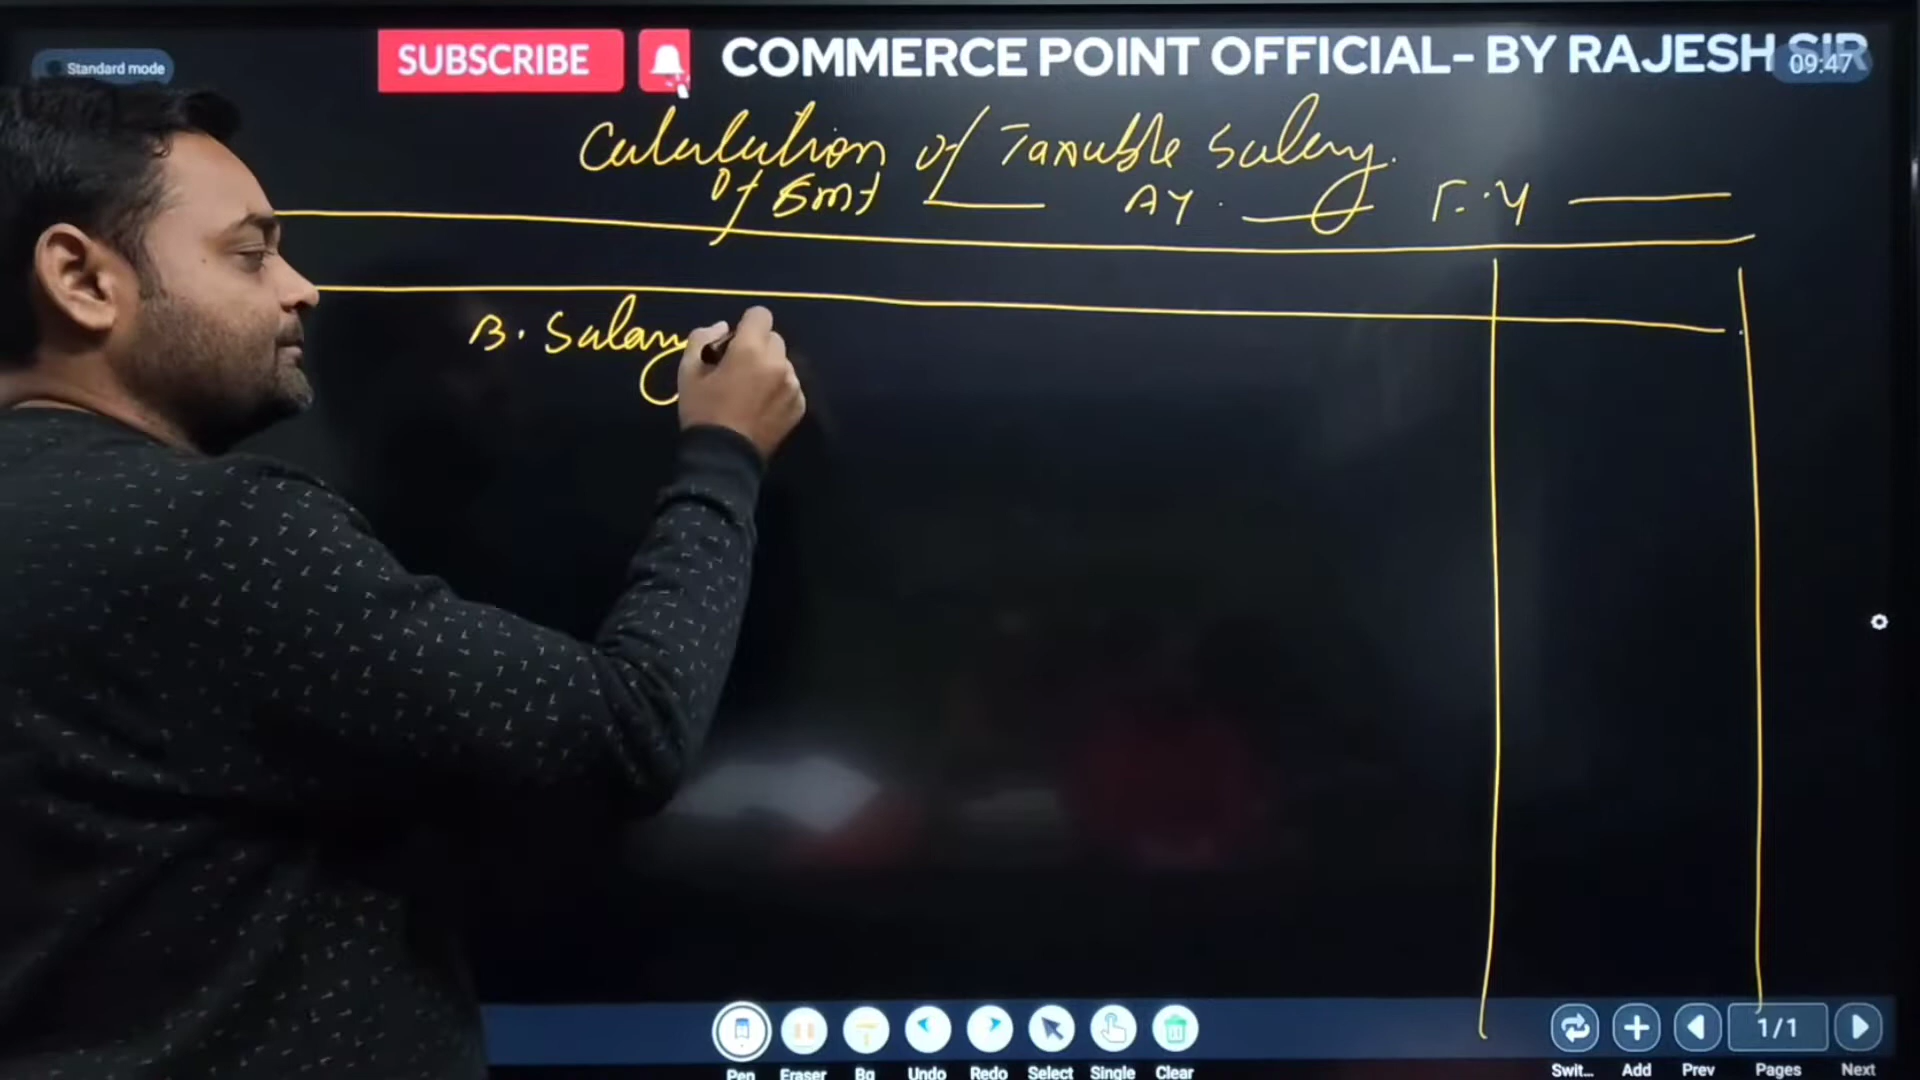 Standard mode
SUBSCRIBE
COMMERCE POINT OFFICIAL- BY RAJESH SIR
09:47
Calculation of Taxable Salary.
Of AY. F.Y
B. Salary
Pen Eraser Bg Undo Redo Select Single Clear
1/1
Swit... Add Prev Pages Next